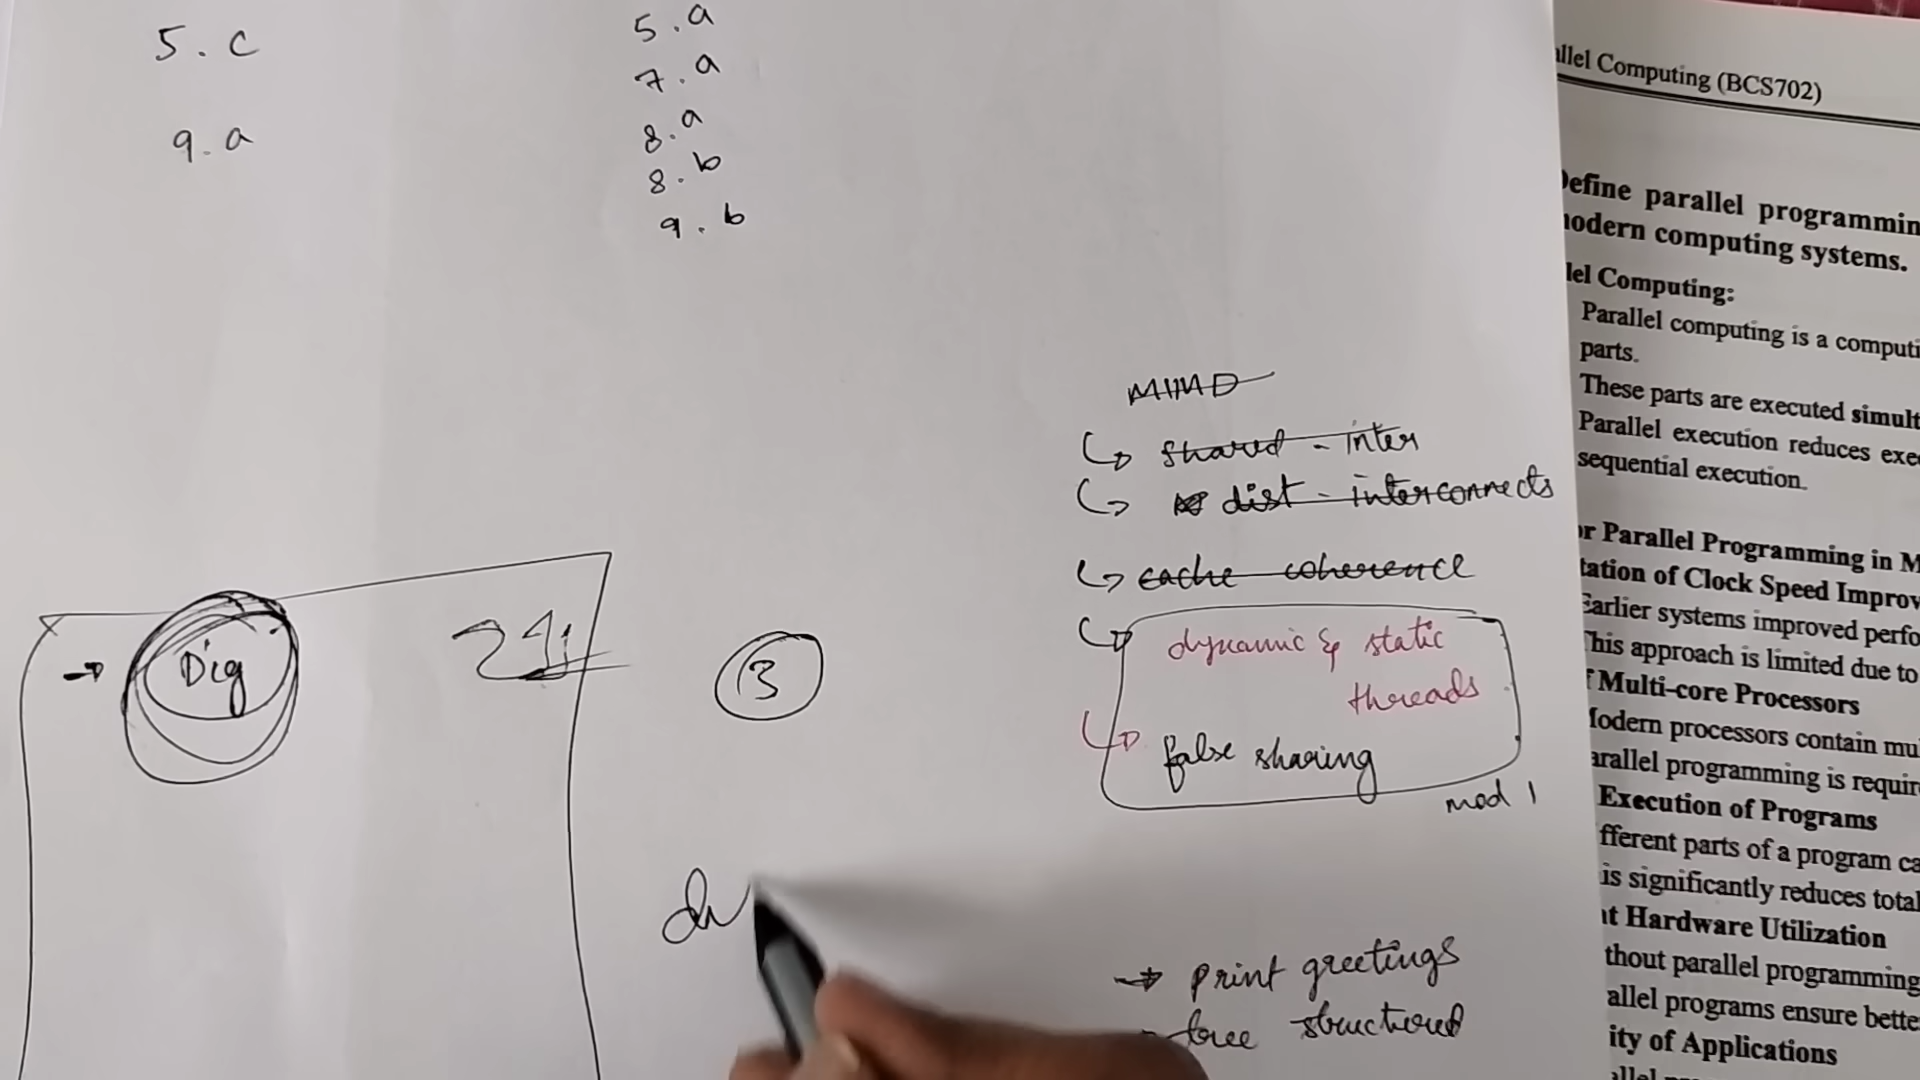 5. c
9. a
5. a
7. a
8. a
8. b
9. b
MIMD
shared - inter
dist - interconnects
cache coherence
dynamic & static
threads
false sharing
mod 1
Dig
3
print greetings
tree structured
allel Computing (BCS702)
Define parallel programmin
modern computing systems.
lel Computing:
Parallel computing is a computi
parts.
These parts are executed simult
Parallel execution reduces exe
sequential execution.
or Parallel Programming in M
tation of Clock Speed Improv
Earlier systems improved perfo
This approach is limited due to
f Multi-core Processors
Modern processors contain mu
arallel programming is requir
Execution of Programs
fferent parts of a program ca
is significantly reduces total
nt Hardware Utilization
thout parallel programming
allel programs ensure bette
ity of Applications